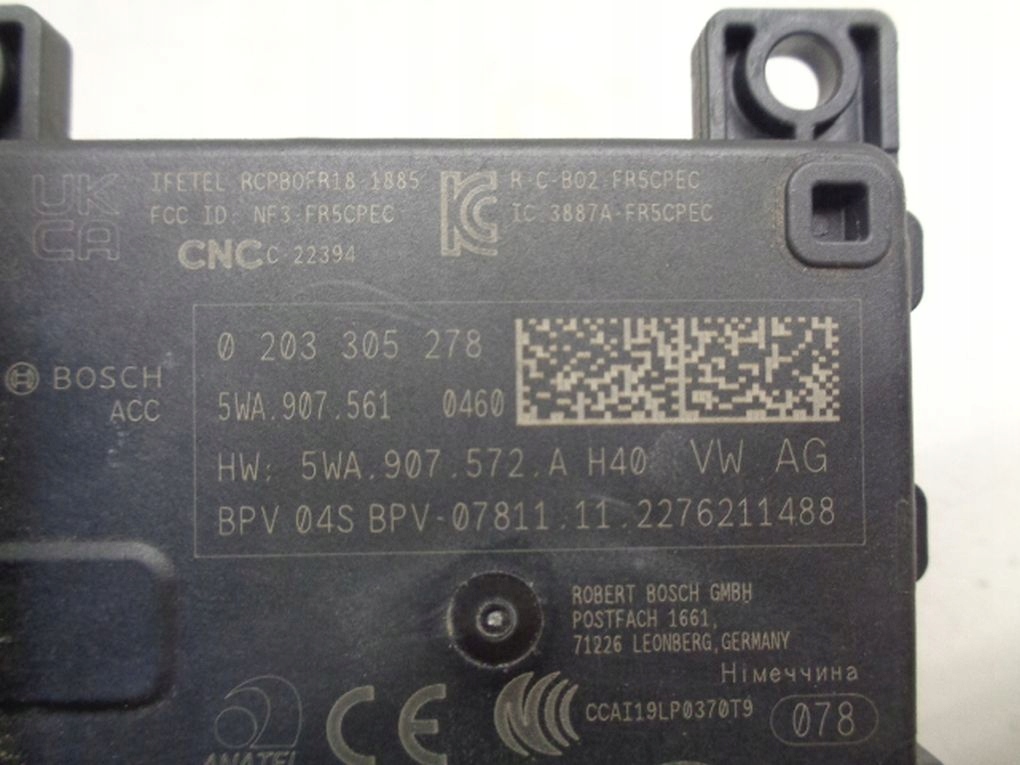 UK
CA
IFETEL RCPBOFR18-1885
FCC ID: NF3-FR5CPEC
CNC C-22394
R-C-B02-FR5CPEC
IC 3887A-FR5CPEC
BOSCH
ACC
0 203 305 278
5WA.907.561 0460
HW: 5WA.907.572.A H40 VW AG
BPV 04S BPV-07811.11.2276211488
ROBERT BOSCH GMBH
POSTFACH 1661,
71226 LEONBERG,GERMANY
Німеччина
CE
CCAI19LP0370T9
078
ANATEL